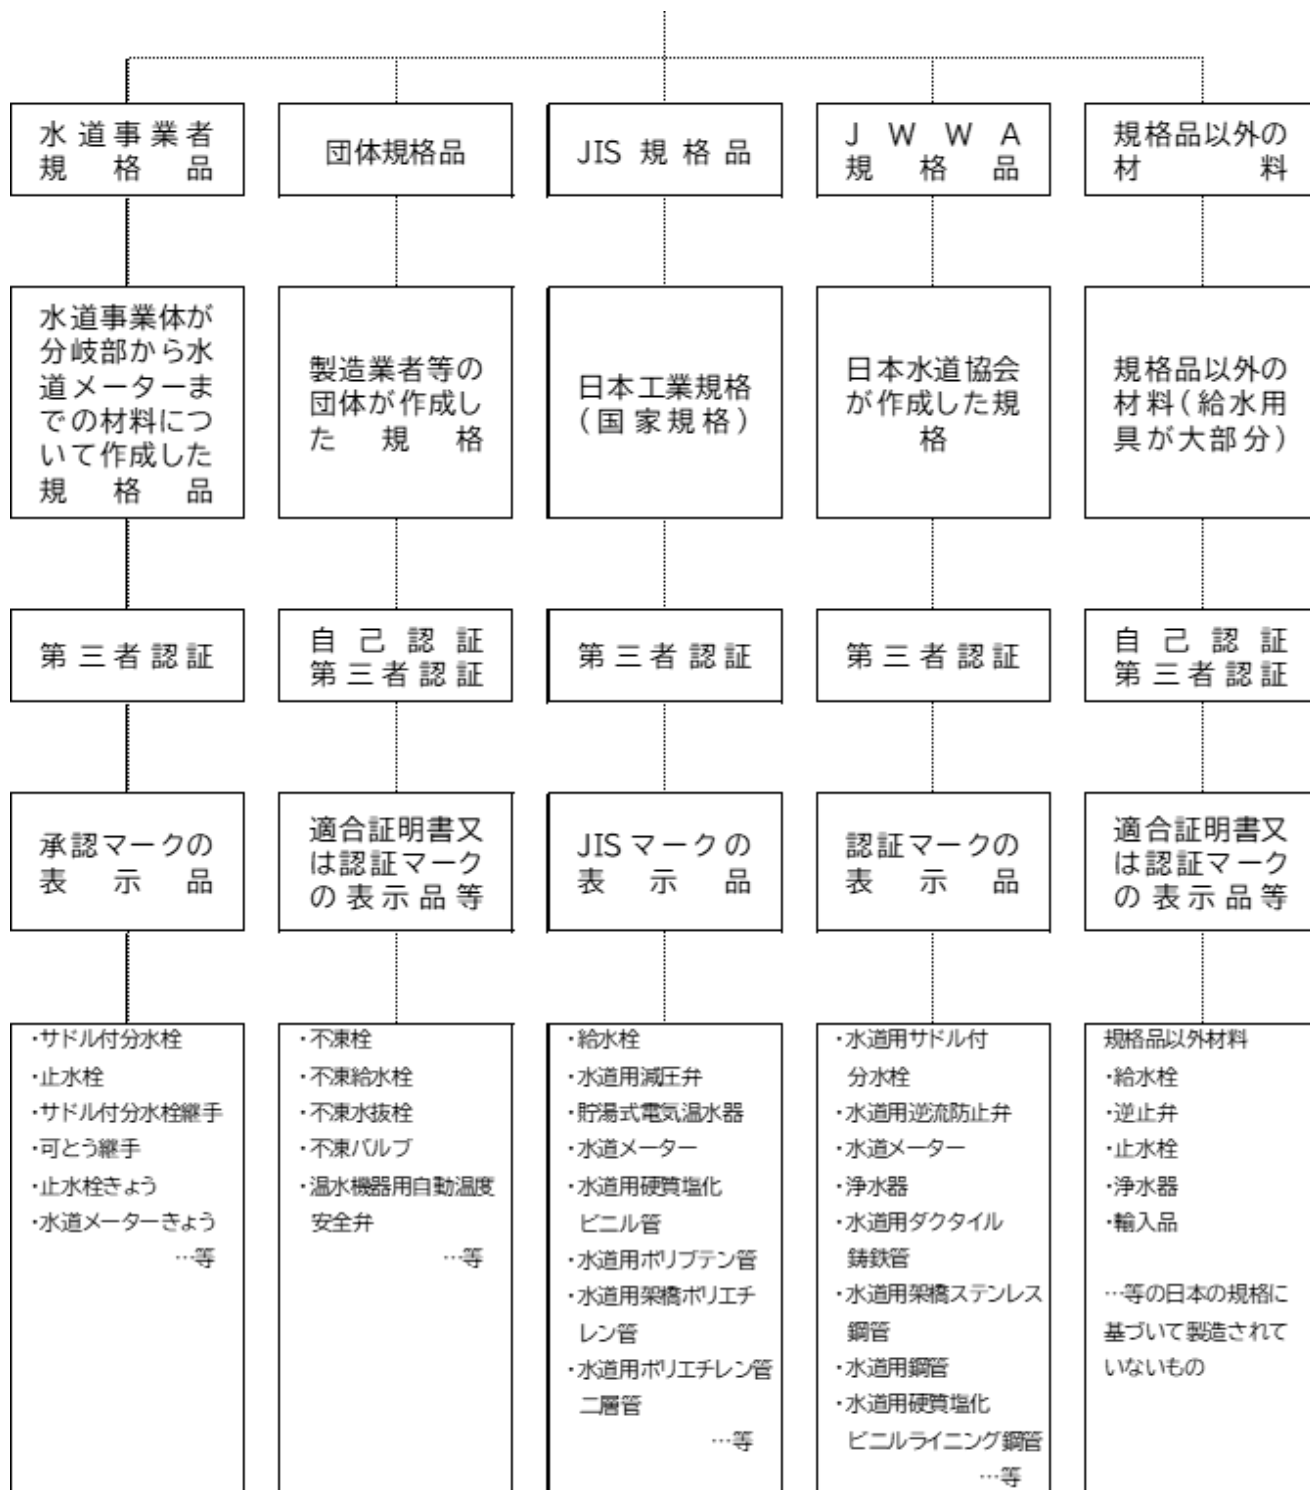 水道事業者
規格品
団体規格品
JIS 規格品
JWWA
規格品
規格品以外の
材料
水道事業体が
分岐部から水
道メーターま
での材料につ
いて作成した
規格品
製造業者等の
団体が作成し
た規格
日本工業規格
(国家規格)
日本水道協会
が作成した規
格
規格品以外の
材料(給水用
具が大部分)
第三者認証
自己認証
第三者認証
第三者認証
第三者認証
自己認証
第三者認証
承認マークの
表示品
適合証明書又
は認証マーク
の表示品等
JISマークの
表示品
認証マークの
表示品
適合証明書又
は認証マーク
の表示品等
・サドル付分水栓
・止水栓
・サドル付分水栓継手
・可とう継手
・止水栓きょう
・水道メーターきょう
…等
・不凍栓
・不凍給水栓
・不凍水抜栓
・不凍バルブ
・温水機器用自動温度
安全弁
…等
・給水栓
・水道用減圧弁
・貯湯式電気温水器
・水道メーター
・水道用硬質塩化
ビニル管
・水道用ポリブテン管
・水道用架橋ポリエチ
レン管
・水道用ポリエチレン管
二層管
…等
・水道用サドル付
分水栓
・水道用逆流防止弁
・水道メーター
・浄水器
・水道用ダクタイル
鋳鉄管
・水道用架橋ステンレス
鋼管
・水道用鋼管
・水道用硬質塩化
ビニルライニング鋼管
…等
規格品以外材料
・給水栓
・逆止弁
・止水栓
・浄水器
・輸入品
…等の日本の規格に
基づいて製造されて
いないもの